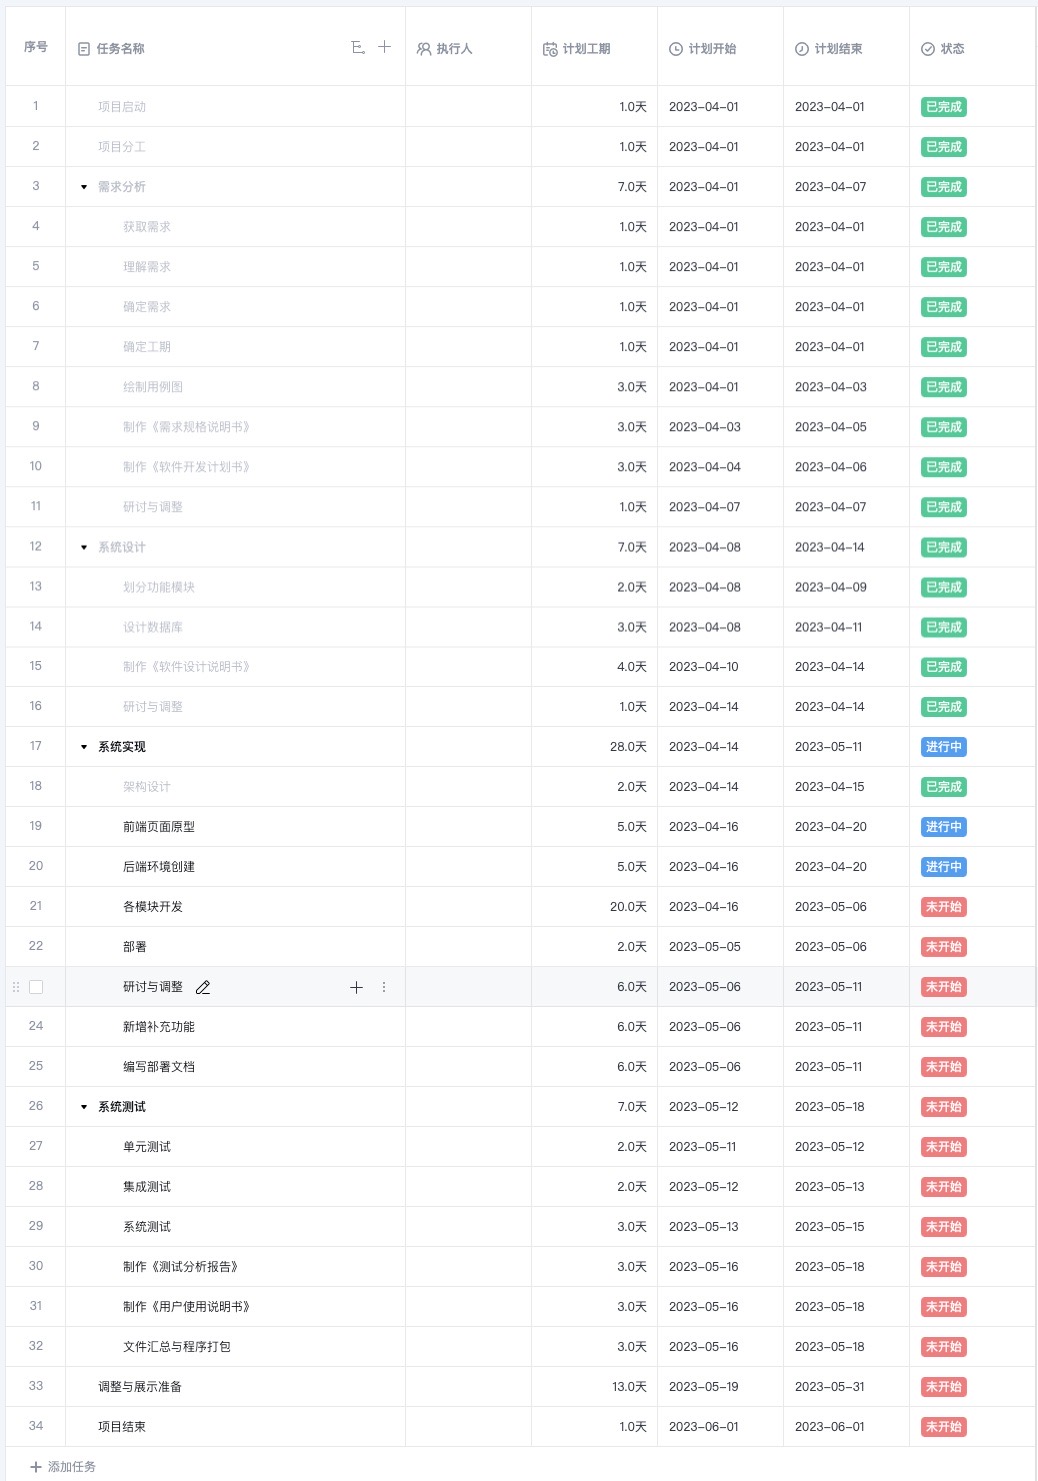 序号 任务名称 执行人 计划工期 计划开始 计划结束 状态
1 项目启动 1.0天 2023-04-01 2023-04-01 已完成
2 项目分工 1.0天 2023-04-01 2023-04-01 已完成
3 需求分析 7.0天 2023-04-01 2023-04-07 已完成
4 获取需求 1.0天 2023-04-01 2023-04-01 已完成
5 理解需求 1.0天 2023-04-01 2023-04-01 已完成
6 确定需求 1.0天 2023-04-01 2023-04-01 已完成
7 确定工期 1.0天 2023-04-01 2023-04-01 已完成
8 绘制用例图 3.0天 2023-04-01 2023-04-03 已完成
9 制作《需求规格说明书》 3.0天 2023-04-03 2023-04-05 已完成
10 制作《软件开发计划书》 3.0天 2023-04-04 2023-04-06 已完成
11 研讨与调整 1.0天 2023-04-07 2023-04-07 已完成
12 系统设计 7.0天 2023-04-08 2023-04-14 已完成
13 划分功能模块 2.0天 2023-04-08 2023-04-09 已完成
14 设计数据库 3.0天 2023-04-08 2023-04-11 已完成
15 制作《软件设计说明书》 4.0天 2023-04-10 2023-04-14 已完成
16 研讨与调整 1.0天 2023-04-14 2023-04-14 已完成
17 系统实现 28.0天 2023-04-14 2023-05-11 进行中
18 架构设计 2.0天 2023-04-14 2023-04-15 已完成
19 前端页面原型 5.0天 2023-04-16 2023-04-20 进行中
20 后端环境创建 5.0天 2023-04-16 2023-04-20 进行中
21 各模块开发 20.0天 2023-04-16 2023-05-06 未开始
22 部署 2.0天 2023-05-05 2023-05-06 未开始
研讨与调整 6.0天 2023-05-06 2023-05-11 未开始
24 新增补充功能 6.0天 2023-05-06 2023-05-11 未开始
25 编写部署文档 6.0天 2023-05-06 2023-05-11 未开始
26 系统测试 7.0天 2023-05-12 2023-05-18 未开始
27 单元测试 2.0天 2023-05-11 2023-05-12 未开始
28 集成测试 2.0天 2023-05-12 2023-05-13 未开始
29 系统测试 3.0天 2023-05-13 2023-05-15 未开始
30 制作《测试分析报告》 3.0天 2023-05-16 2023-05-18 未开始
31 制作《用户使用说明书》 3.0天 2023-05-16 2023-05-18 未开始
32 文件汇总与程序打包 3.0天 2023-05-16 2023-05-18 未开始
33 调整与展示准备 13.0天 2023-05-19 2023-05-31 未开始
34 项目结束 1.0天 2023-06-01 2023-06-01 未开始
添加任务